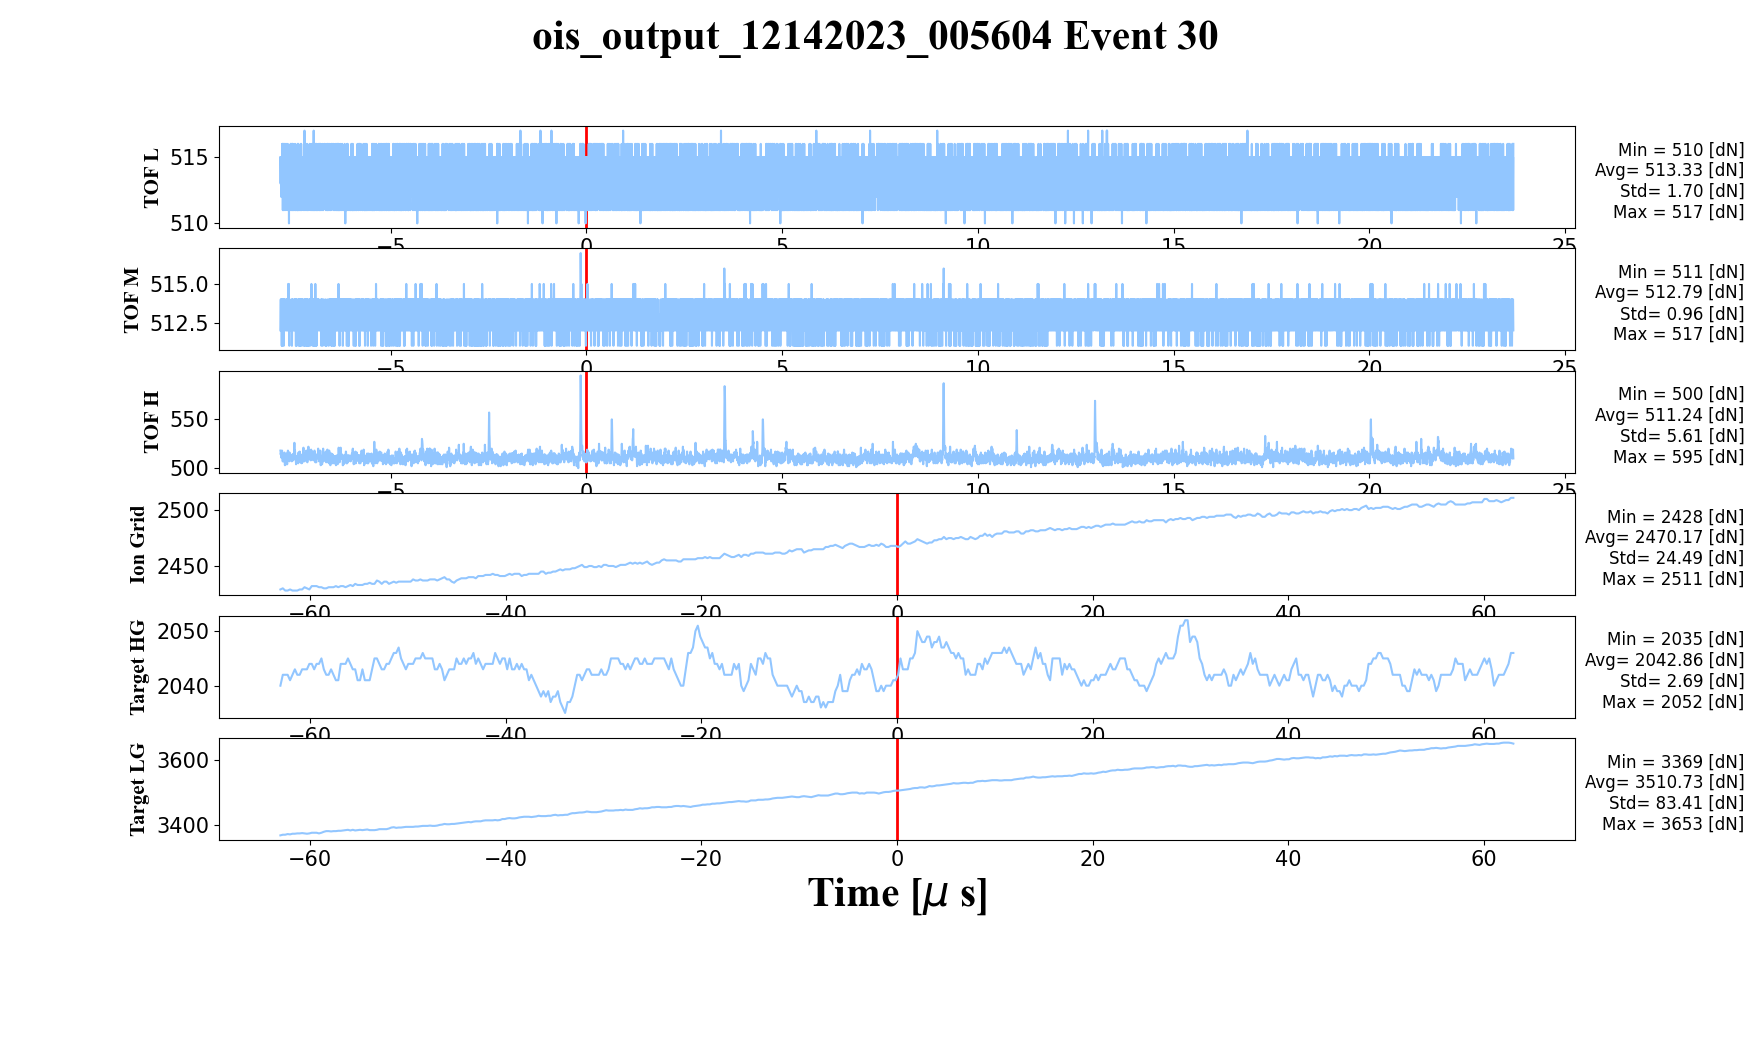 ois_output_12142023_005604 Event 30
TOF L
515
510
−5
0
5
10
15
20
25
Min = 510 [dN]
Avg= 513.33 [dN]
Std= 1.70 [dN]
Max = 517 [dN]
TOF M
515.0
512.5
−5
0
5
10
15
20
25
Min = 511 [dN]
Avg= 512.79 [dN]
Std= 0.96 [dN]
Max = 517 [dN]
TOF H
550
500
−5
0
5
10
15
20
25
Min = 500 [dN]
Avg= 511.24 [dN]
Std= 5.61 [dN]
Max = 595 [dN]
Ion Grid
2500
2450
−60
−40
−20
0
20
40
60
Min = 2428 [dN]
Avg= 2470.17 [dN]
Std= 24.49 [dN]
Max = 2511 [dN]
Target HG
2050
2040
−60
−40
−20
0
20
40
60
Min = 2035 [dN]
Avg= 2042.86 [dN]
Std= 2.69 [dN]
Max = 2052 [dN]
Target LG
3600
3400
−60
−40
−20
0
20
40
60
Min = 3369 [dN]
Avg= 3510.73 [dN]
Std= 83.41 [dN]
Max = 3653 [dN]
Time [μ s]